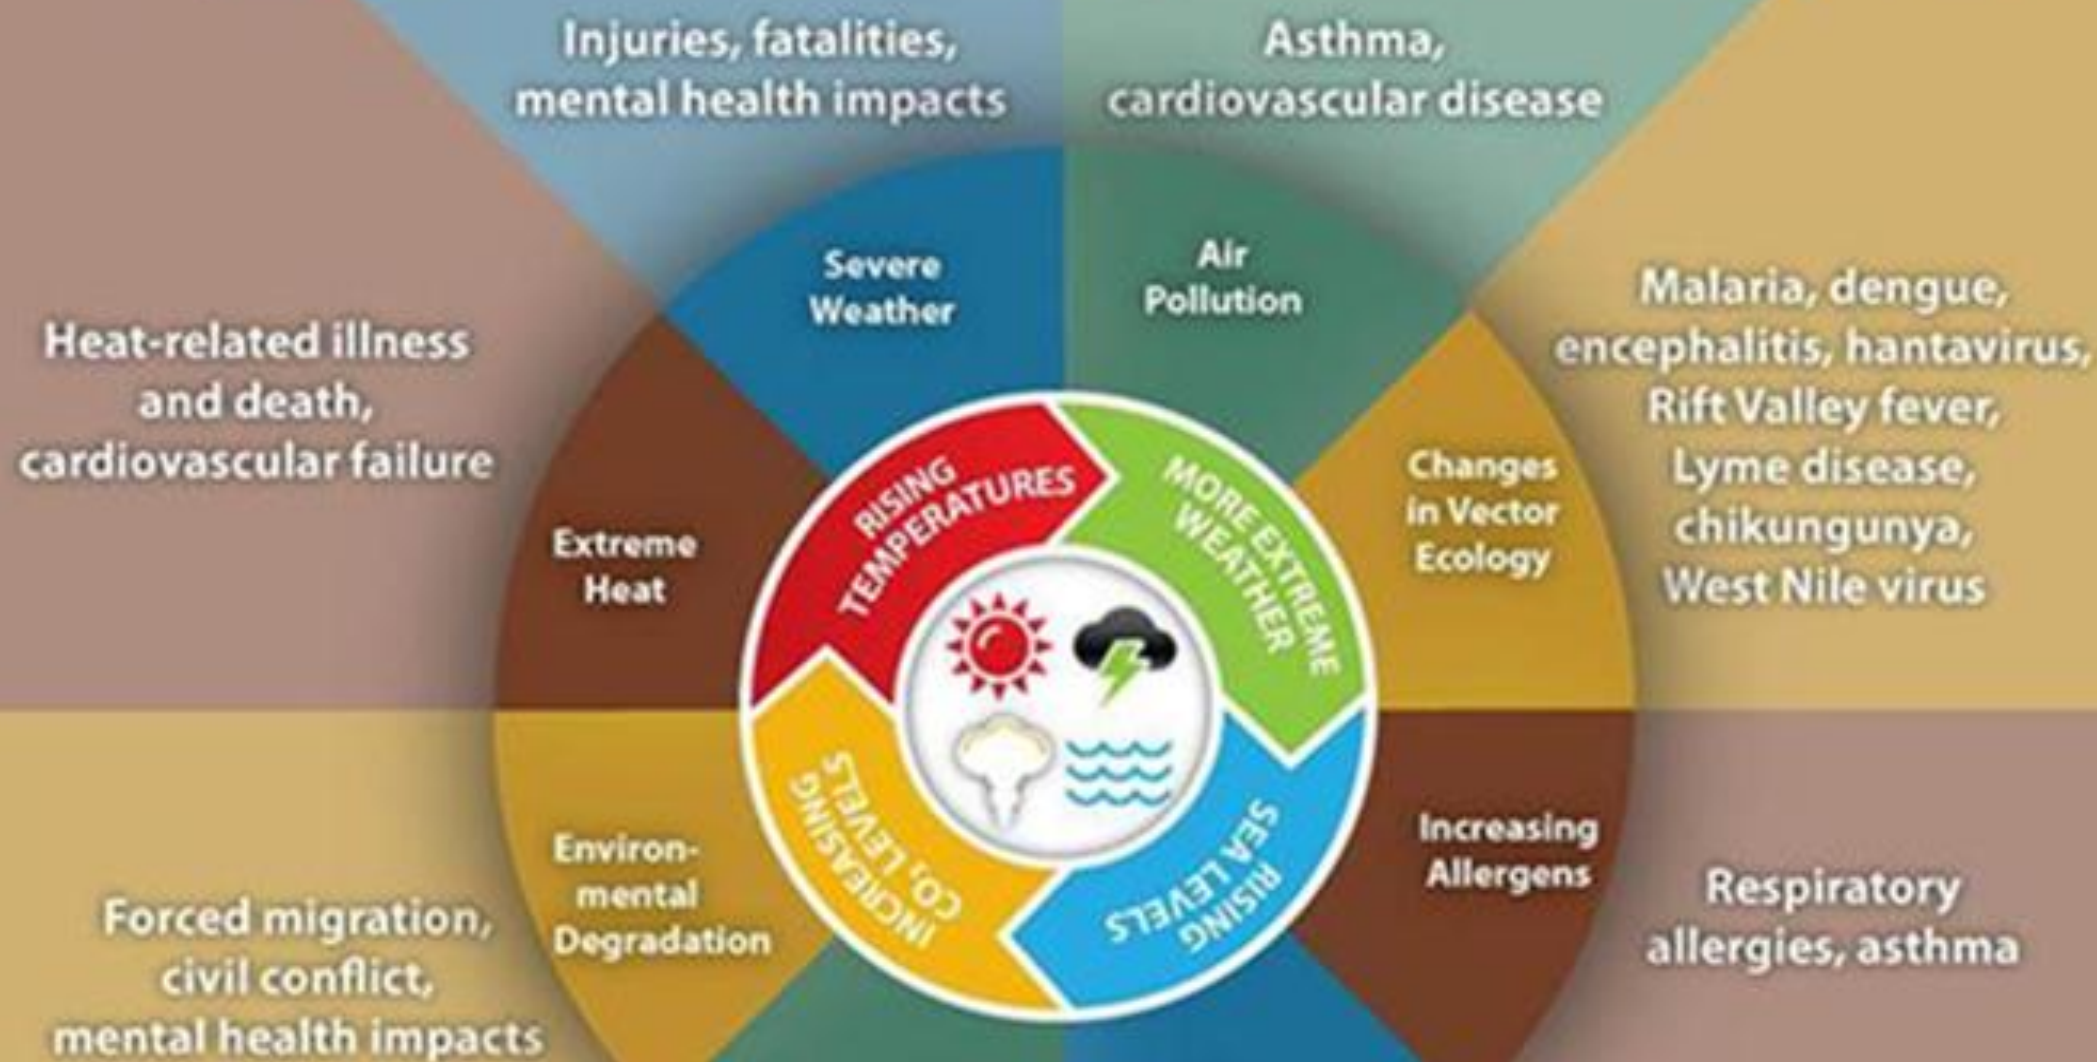 Injuries, fatalities,
mental health impacts
Asthma,
cardiovascular disease
Severe
Weather
Air
Pollution
Heat-related illness
and death,
cardiovascular failure
Malaria, dengue,
encephalitis, hantavirus,
Rift Valley fever,
Lyme disease,
chikungunya,
West Nile virus
Extreme
Heat
Changes
in Vector
Ecology
RISING
TEMPERATURES
MORE EXTREME
WEATHER
INCREASING
CO₂ LEVELS
RISING
SEA LEVELS
Environ-
mental
Degradation
Increasing
Allergens
Forced migration,
civil conflict,
mental health impacts
Respiratory
allergies, asthma